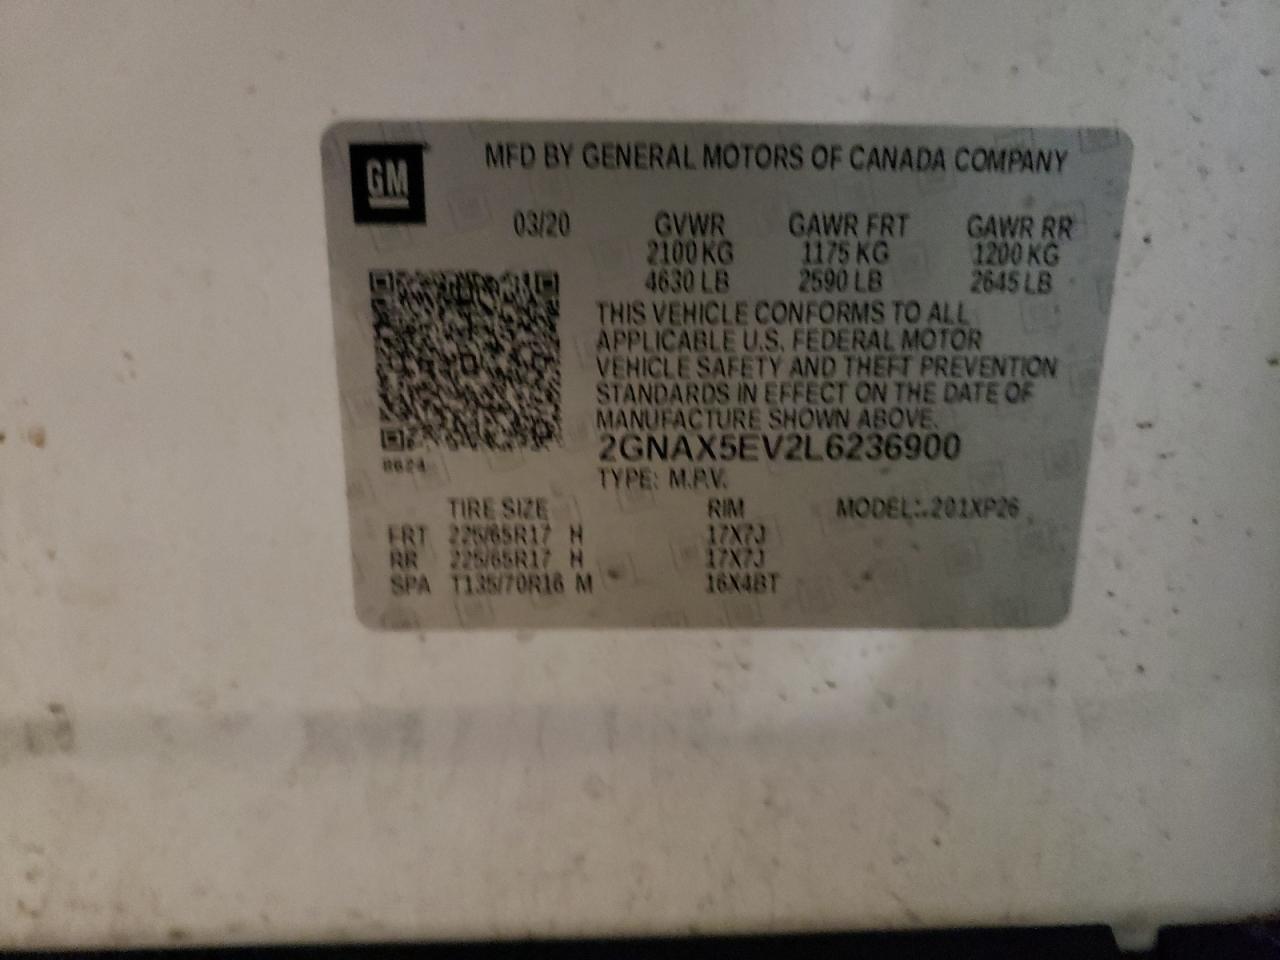 GM
MFD BY GENERAL MOTORS OF CANADA COMPANY
03/20 GVWR GAWR FRT GAWR RR
2100 KG 1175 KG 1200 KG
4630 LB 2590 LB 2645 LB
THIS VEHICLE CONFORMS TO ALL
APPLICABLE U.S. FEDERAL MOTOR
VEHICLE SAFETY AND THEFT PREVENTION
STANDARDS IN EFFECT ON THE DATE OF
MANUFACTURE SHOWN ABOVE.
2GNAX5EV2L6236900
8624
TYPE: M.P.V.
TIRE SIZE RIM MODEL: 201XP26
FRT 225/65R17 H 17X7J
RR 225/65R17 H 17X7J
SPA T135/70R16 M 16X4BT